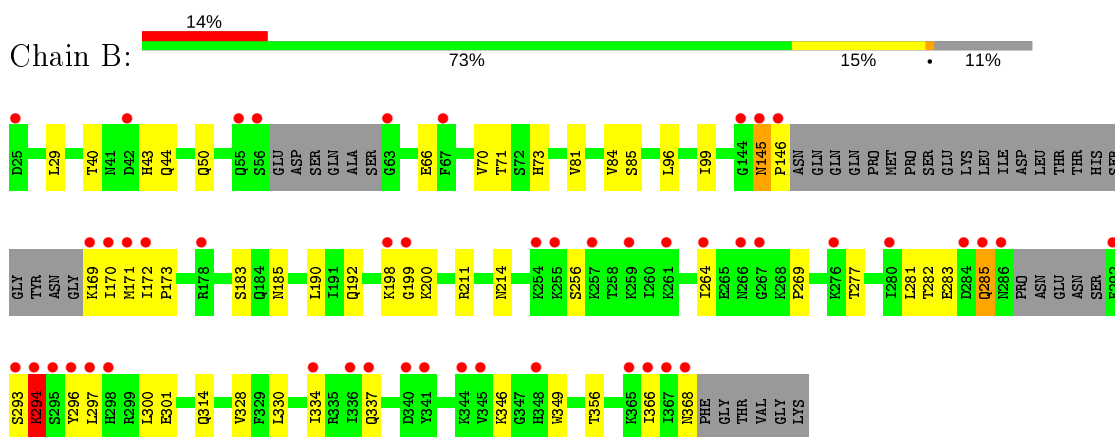 14%
Chain B:
73% 15% • 11%
D25 L29 T40 N41 D42 H43 Q44 Q50 Q55 S56 GLU ASP SER GLN ALA SER G63 E66 F67 V70 T71 S72 H73 V81 V84 S85 L96 I99 G144 N145 P146 ASN GLN GLN GLN PRO MET PRO SER GLU LYS LEU ILE ASP LEU THR THR HIS SER
GLY TYR ASN GLY K169 I170 M171 I172 P173 R178 S183 Q184 N185 L190 I191 Q192 K198 G199 K200 R211 N214 K254 K255 S256 K257 T258 K259 I260 K261 I264 E265 N266 G267 K268 P269 K276 T277 I280 L281 T282 E283 D284 Q285 N286 PRO ASN GLU ASN SER
S293 K294 S295 Y296 L297 H298 R299 L300 E301 Q314 V328 F329 L330 I334 R335 I336 Q337 D340 Y341 K344 V345 K346 G347 H348 W349 T356 K365 I366 I367 N368 PHE GLY THR VAL GLY LYS